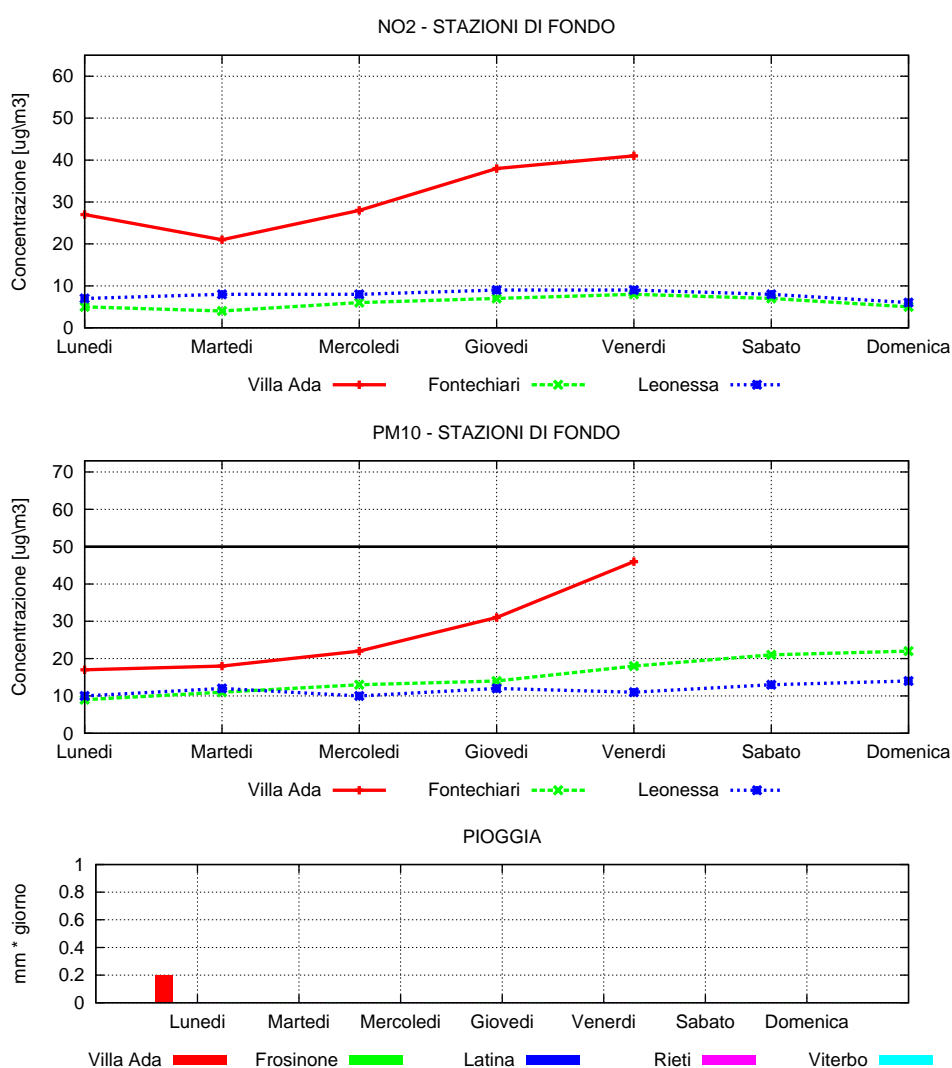 NO2 - STAZIONI DI FONDO
Concentrazione [ug\m3]
60
50
40
30
20
10
0
Lunedi Martedi Mercoledi Giovedi Venerdi Sabato Domenica
Villa Ada Fontechiari Leonessa
PM10 - STAZIONI DI FONDO
Concentrazione [ug\m3]
70
60
50
40
30
20
10
0
Lunedi Martedi Mercoledi Giovedi Venerdi Sabato Domenica
Villa Ada Fontechiari Leonessa
PIOGGIA
mm * giorno
1
0.8
0.6
0.4
0.2
0
Lunedi Martedi Mercoledi Giovedi Venerdi Sabato Domenica
Villa Ada Frosinone Latina Rieti Viterbo